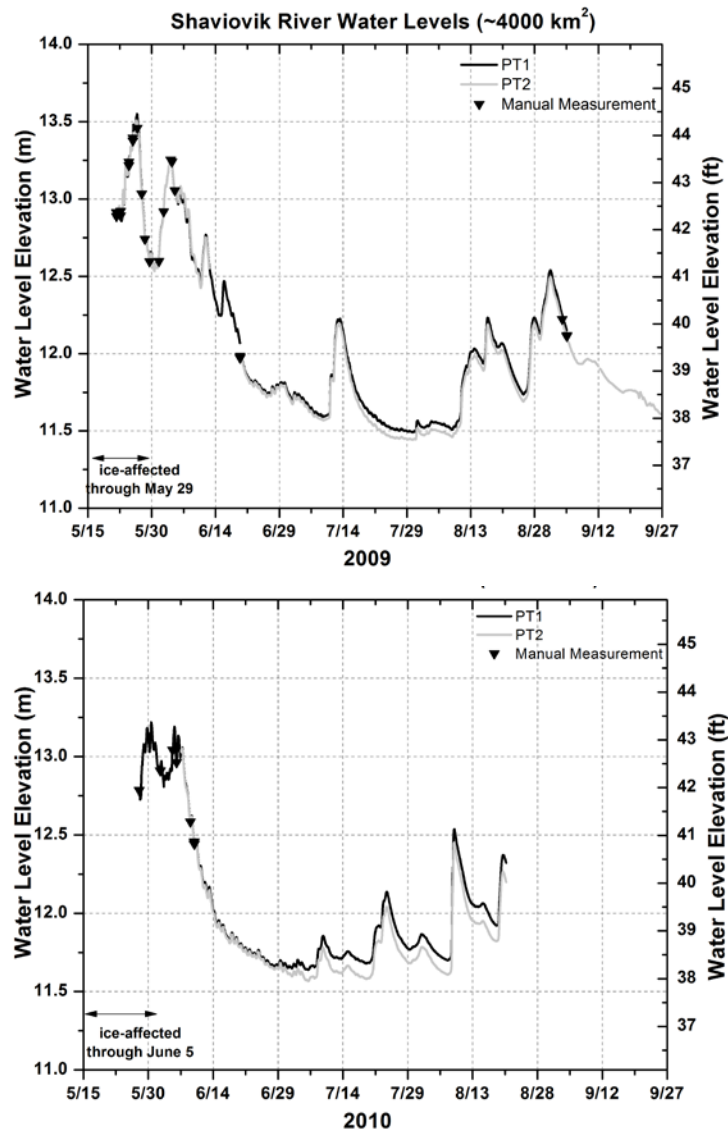 Shaviovik River Water Levels (~4000 km²)
PT1
PT2
Manual Measurement
Water Level Elevation (m)
14.0
13.5
13.0
12.5
12.0
11.5
11.0
Water Level Elevation (ft)
45
44
43
42
41
40
39
38
37
ice-affected
through May 29
5/15 5/30 6/14 6/29 7/14 7/29 8/13 8/28 9/12 9/27
2009
PT1
PT2
Manual Measurement
Water Level Elevation (m)
14.0
13.5
13.0
12.5
12.0
11.5
11.0
Water Level Elevation (ft)
45
44
43
42
41
40
39
38
37
ice-affected
through June 5
5/15 5/30 6/14 6/29 7/14 7/29 8/13 8/28 9/12 9/27
2010